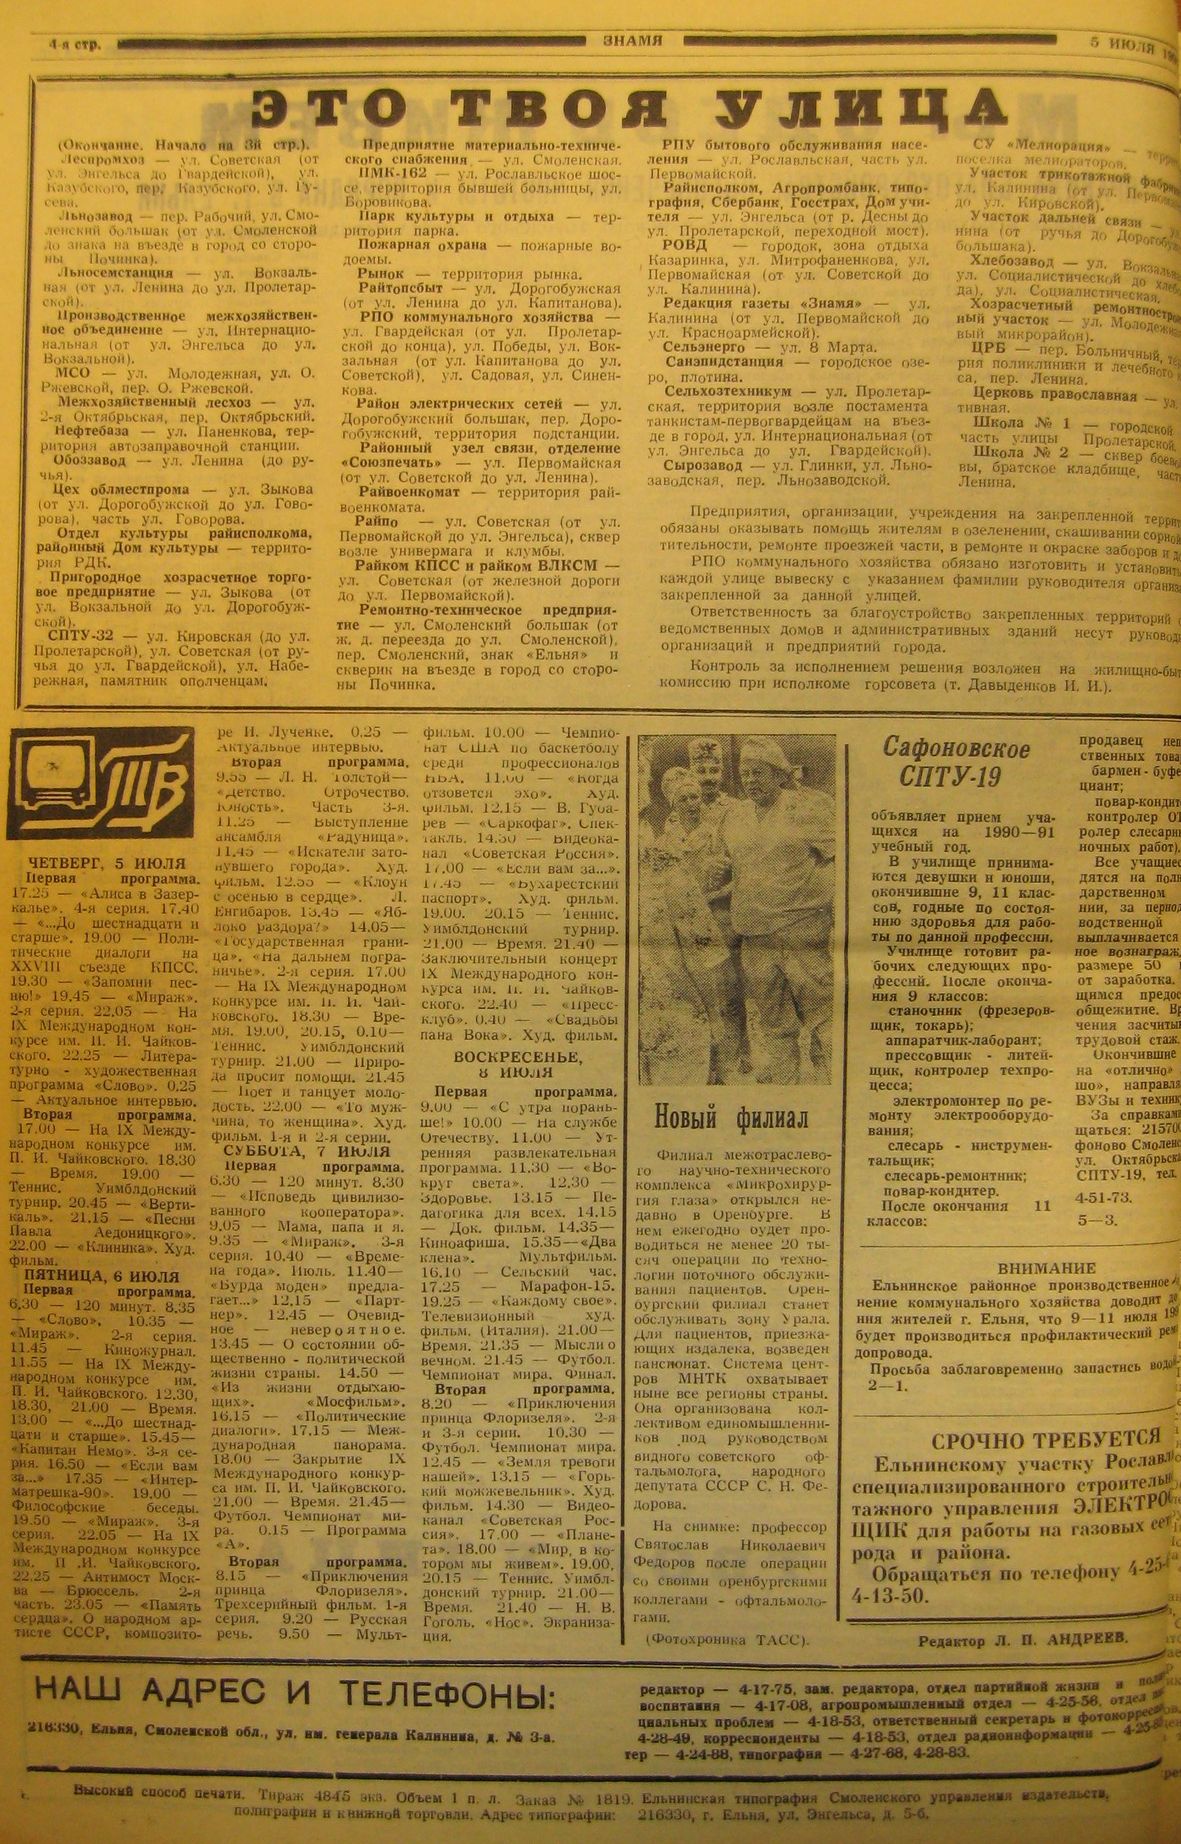 4-я стр.
ЗНАМЯ
5 ИЮЛЯ
ЭТО ТВОЯ УЛИЦА
(Окончание. Начало на 3й стр.).
Леспромхоз — ул. Советская (от
ул. Энгельса до Гвардейской), ул.
Казубского, пер. Казубского, ул. Гу-
сева.
Льнозавод — пер. Рабочий, ул. Смо-
ленский большак (от ул. Смоленской
до знака на въезде в город со сторо-
ны Починка).
Льносемстанция — ул. Вокзаль-
ная (от ул. Ленина до ул. Пролетар-
ской).
Производственное межхозяйствен-
ное объединение — ул. Интернацио-
нальная (от ул. Энгельса до ул.
Вокзальной).
МСО — ул. Молодежная, ул. О.
Ржевской, пер. О. Ржевской.
Межхозяйственный лесхоз — ул.
2-я Октябрьская, пер. Октябрьский.
Нефтебаза — ул. Паненкова, тер-
ритория автозаправочной станции.
Обоззавод — ул. Ленина (до ру-
чья).
Цех облместпрома — ул. Зыкова
(от ул. Дорогобужской до ул. Гово-
рова), часть ул. Говорова.
Отдел культуры райисполкома,
районный Дом культуры — террито-
рия РДК.
Пригородное хозрасчетное торго-
вое предприятие — ул. Зыкова (от
ул. Вокзальной до ул. Дорогобуж-
ской).
СПТУ-32 — ул. Кировская (до ул.
Пролетарской), ул. Советская (от ру-
чья до ул. Гвардейской), ул. Набе-
режная, памятник ополченцам.
Предприятие материально-техниче-
ского снабжения — ул. Смоленская.
ПМК-162 — ул. Рославльское шос-
се, территория бывшей больницы, ул.
Боровикова.
Парк культуры и отдыха — тер-
ритория парка.
Пожарная охрана — пожарные во-
доемы.
Рынок — территория рынка.
Райтопсбыт — ул. Дорогобужская
(от ул. Ленина до ул. Капитанова).
РПО коммунального хозяйства —
ул. Гвардейская (от ул. Пролетар-
ской до конца), ул. Победы, ул. Вок-
зальная (от ул. Капитанова до ул.
Советской), ул. Садовая, ул. Синен-
кова.
Район электрических сетей — ул.
Дорогобужский большак, пер. Доро-
гобужский, территория подстанции.
Районный узел связи, отделение
«Союзпечать» — ул. Первомайская
(от ул. Советской до ул. Ленина).
Райвоенкомат — территория рай-
военкомата.
Райпо — ул. Советская (от ул.
Первомайской до ул. Энгельса), сквер
возле универмага и клумбы.
Райком КПСС и райком ВЛКСМ —
ул. Советская (от железной дороги
до ул. Первомайской).
Ремонтно-техническое предприя-
тие — ул. Смоленский большак (от
ж. д. переезда до ул. Смоленской),
пер. Смоленский, знак «Ельня» и
скверик на въезде в город со сторо-
ны Починка.
РПУ бытового обслуживания насе-
ления — ул. Рославльская, часть ул.
Первомайской.
Райисполком, Агропромбанк, типо-
графия, Сбербанк, Госстрах, Дом учи-
теля — ул. Энгельса (от р. Десны до
ул. Пролетарской, переходной мост).
РОВД — городок, зона отдыха
Казаринка, ул. Митрофаненкова, ул.
Первомайская (от ул. Советской до
ул. Калинина).
Редакция газеты «Знамя» — ул.
Калинина (от ул. Первомайской до
ул. Красноармейской).
Сельэнерго — ул. 8 Марта.
Санэпидстанция — городское озе-
ро, плотина.
Сельхозтехникум — ул. Пролетар-
ская, территория возле постамента
танкистам-первогвардейцам на въез-
де в город, ул. Интернациональная (от
ул. Энгельса до ул. Гвардейской).
Сырозавод — ул. Глинки, ул. Льно-
заводская, пер. Льнозаводской.
СУ «Мелиорация» —
поселка мелиораторов,
Участок трикотажной фабрики
ул. Калинина (от ул.
до ул. Кировской).
Участок дальней связи —
нина (от ручья до Дорогобуж
большака).
Хлебозавод — ул. Вокзальн
ул. Социалистической до хлеб
да), ул. Социалистическая,
Хозрасчетный ремонтностро
ный участок — ул. Молодежн
вый микрорайон).
ЦРБ — пер. Больничный, тер
рия поликлиники и лечебного
са, пер. Ленина.
Церковь православная — ул.
тивная.
Школа № 1 — городской
часть улицы Пролетарской.
Школа № 2 — сквер боев
вы, братское кладбище, часть
Ленина.
Предприятия, организации, учреждения на закрепленной террит
обязаны оказывать помощь жителям в озеленении, скашивании сорной
тительности, ремонте проезжей части, в ремонте и окраске заборов и д
РПО коммунального хозяйства обязано изготовить и установить
каждой улице вывеску с указанием фамилии руководителя организа
закрепленной за данной улицей.
Ответственность за благоустройство закрепленных территорий
ведомственных домов и административных зданий несут руковод
организаций и предприятий города.
Контроль за исполнением решения возложен на жилищно-быт
комиссию при исполкоме горсовета (т. Давыденков И. И.).
ТВ
ЧЕТВЕРГ, 5 ИЮЛЯ
Первая программа.
17.25 — «Алиса в Зазер-
калье». 4-я серия. 17.40
— «...До шестнадцати и
старше». 19.00 — Поли-
тические диалоги на
XXVIII съезде КПСС.
19.30 — «Запомни пес-
ню!» 19.45 — «Мираж».
2-я серия. 22.05 — На
IX Международном кон-
курсе им. П. И. Чайков-
ского. 22.25 — Литера-
турно - художественная
программа «Слово». 0.25
— Актуальное интервью.
Вторая программа.
17.00 — На IX Между-
народном конкурсе им.
П. И. Чайковского. 18.30
— Время. 19.00 —
Теннис. Уимблдонский
турнир. 20.45 — «Верти-
каль». 21.15 — «Песни
Павла Аедоницкого».
22.00 — «Клиника». Худ.
фильм.
ПЯТНИЦА, 6 ИЮЛЯ
Первая программа.
6.30 — 120 минут. 8.35
— «Слово». 10.35 —
«Мираж». 2-я серия.
11.45 — Киножурнал.
11.55 — На IX Между-
народном конкурсе им.
П. И. Чайковского. 12.30,
18.30, 21.00 — Время.
13.00 — «...До шестнад-
цати и старше». 15.45—
«Капитан Немо». 3-я се-
рия. 16.50 — «Если вам
за...» 17.35 — «Интер-
матрешка-90». 19.00 —
Философские беседы.
19.50 — «Мираж». 3-я
серия. 22.05 — На IX
Международном конкурсе
им. П .И. Чайковского.
22.25 — Антимост Моск-
ва — Брюссель. 2-я
часть. 23.05 — «Память
сердца». О народном ар-
тисте СССР, композито-
ре И. Лученке. 0.25 —
Актуальное интервью.
Вторая программа.
9.55 — Л. Н. Толстой—
«Детство. Отрочество.
Юность». Часть 3-я.
11.25 — Выступление
ансамбля «Радуница».
11.45 — «Искатели зато-
нувшего города». Худ.
фильм. 12.55 — «Клоун
с осенью в сердце». Л.
Енгибаров. 13.45 — «Яб-
локо раздора?» 14.05—
«Государственная грани-
ца». «На дальнем погра-
ничье». 2-я серия. 17.00
— На IX Международном
конкурсе им. П. И. Чай-
ковского. 18.30 — Вре-
мя. 19.00, 20.15, 0.10—
Теннис. Уимблдонский
турнир. 21.00 — Приро-
да просит помощи. 21.45
— Поет и танцует моло-
дость. 22.00 — «То муж-
чина, то женщина». Худ.
фильм. 1-я и 2-я серии.
СУББОТА, 7 ИЮЛЯ
Первая программа.
6.30 — 120 минут. 8.30
— «Исповедь цивилизо-
ванного кооператора».
9.05 — Мама, папа и я.
9.35 — «Мираж». 3-я
серия. 10.40 — «Време-
на года». Июль. 11.40—
«Бурда моден» предла-
гает...» 12.15 — «Парт-
нер». 12.45 — Очевид-
ное — невероятное.
13.45 — О состоянии об-
щественно - политической
жизни страны. 14.50 —
«Из жизни отдыхаю-
щих». «Мосфильм».
16.15 — «Политические
диалоги». 17.15 — Меж-
дународная панорама.
18.00 — Закрытие IX
Международного конкур-
са им. П. И. Чайковского.
21.00 — Время. 21.45—
Футбол. Чемпионат ми-
ра. 0.15 — Программа
«А».
Вторая программа.
8.15 — «Приключения
принца Флоризеля».
Трехсерийный фильм. 1-я
серия. 9.20 — Русская
речь. 9.50 — Мульт-
фильм. 10.00 — Чемпио-
нат США по баскетболу
среди профессионалов
НБА. 11.00 — «Когда
отзовется эхо». Худ.
фильм. 12.15 — В. Губа-
рев — «Саркофаг». Спек-
такль. 14.50 — Видеока-
нал «Советская Россия».
17.00 — «Если вам за...».
17.45 — «Бухарестский
паспорт». Худ. фильм.
19.00. 20.15 — Теннис.
Уимблдонский турнир.
21.00 — Время. 21.40 —
Заключительный концерт
IX Международного кон-
курса им. П. И. Чайков-
ского. 22.40 — «Пресс-
клуб». 0.40 — «Свадьбы
пана Вока». Худ. фильм.
ВОСКРЕСЕНЬЕ,
8 ИЮЛЯ
Первая программа.
9.00 — «С утра порань-
ше!» 10.00 — На службе
Отечеству. 11.00 — Ут-
ренняя развлекательная
программа. 11.30 — «Во-
круг света». 12.30 —
Здоровье. 13.15 — Пе-
дагогика для всех. 14.15
— Док. фильм. 14.35—
Киноафиша. 15.35—«Два
клена». Мультфильм.
16.10 — Сельский час.
17.25 — Марафон-15.
19.25 — «Каждому свое».
Телевизионный худ.
фильм. (Италия). 21.00—
Время. 21.35 — Мысли о
вечном. 21.45 — Футбол.
Чемпионат мира. Финал.
Вторая программа.
8.20 — «Приключения
принца Флоризеля». 2-я
и 3-я серии. 10.30 —
Футбол. Чемпионат мира.
12.45 — «Земля тревоги
нашей». 13.15 — «Горь-
кий можжевельник». Худ.
фильм. 14.30 — Видео-
канал «Советская Рос-
сия». 17.00 — «Плане-
та». 18.00 — «Мир, в ко-
тором мы живем». 19.00,
20.15 — Теннис. Уимбл-
донский турнир. 21.00—
Время. 21.40 — Н. В.
Гоголь. «Нос». Экраниза-
ция.
Новый филиал
Филиал межотраслево-
го научно-технического
комплекса «Микрохирур-
гия глаза» открылся не-
давно в Оренбурге. В
нем ежегодно будет про-
водиться не менее 20 ты-
сяч операции по техно-
логии поточного обслужи-
вания пациентов. Орен-
бургский филиал станет
обслуживать зону Урала.
Для пациентов, приезжа-
ющих издалека, возведен
пансионат. Система цент-
ров МНТК охватывает
ныне все регионы страны.
Она организована кол-
лективом единомышленни-
ков под руководством
видного советского оф-
тальмолога, народного
депутата СССР С. Н. Фе-
дорова.
На снимке: профессор
Святослав Николаевич
Федоров после операции
со своими оренбургскими
коллегами - офтальмоло-
гами.
(Фотохроника ТАСС).
Сафоновское
СПТУ-19
объявляет прием уча-
щихся на 1990—91
учебный год.
В училище принима-
ются девушки и юноши,
окончившие 9, 11 клас-
сов, годные по состоя-
нию здоровья для рабо-
ты по данной профессии.
Училище готовит ра-
бочих следующих про-
фессий. После оконча-
ния 9 классов:
станочник (фрезеров-
щик, токарь);
аппаратчик-лаборант;
прессовщик - литей-
щик, контролер техпро-
цесса;
электромонтер по ре-
монту электрооборудо-
вания;
слесарь - инструмен-
тальщик;
слесарь-ремонтник;
повар-кондитер.
После окончания 11
классов:
продавец неп
ственных това
бармен - буфе
циант;
повар-кондит
контролер ОТ
ролер слесарн
ночных работ).
Все учащиес
дятся на полн
дарственном
нии, за период
водственной
выплачивается
ное вознаграж
размере 50
от заработка.
щимся предос
общежитие. Вр
чения засчиты
трудовой стаж.
Окончившие
на «отлично»
шо», направля
ВУЗы и техник
За справками
щаться: 21570
фоново Смоленс
ул. Октябрьска
СПТУ-19, тел.
4-51-73.
5—3.
ВНИМАНИЕ
Ельнинское районное производственное
нение коммунального хозяйства доводит до
ния жителей г. Ельня, что 9—11 июля 199
будет производиться профилактический рем
допровода.
Просьба заблаговременно запастись водой
2—1.
СРОЧНО ТРЕБУЕТСЯ
Ельнинскому участку Рославль
специализированного строительн
тажного управления ЭЛЕКТРОС
ЩИК для работы на газовых сет
рода и района.
Обращаться по телефону 4-25-
4-13-50.
Редактор Л. П. АНДРЕЕВ.
НАШ АДРЕС И ТЕЛЕФОНЫ:
216330, Ельня, Смоленской обл., ул. им. генерала Калинина, д. № 3-а.
редактор — 4-17-75, зам. редактора, отдел партийной жизни и поли
воспитания — 4-17-08, агропромышленный отдел — 4-25-56, отдел
циальных проблем — 4-18-53, ответственный секретарь и фотокорресп
4-28-49, корреспонденты — 4-18-53, отдел радиоинформации —
тер — 4-24-88, типография — 4-27-68, 4-28-83.
Высокий способ печати. Тираж 4845 экз. Объем 1 п. л. Заказ № 1819. Ельнинская типография Смоленского управления издательств,
полиграфии и книжной торговли. Адрес типографии: 216330, г. Ельня, ул. Энгельса, д. 5-б.